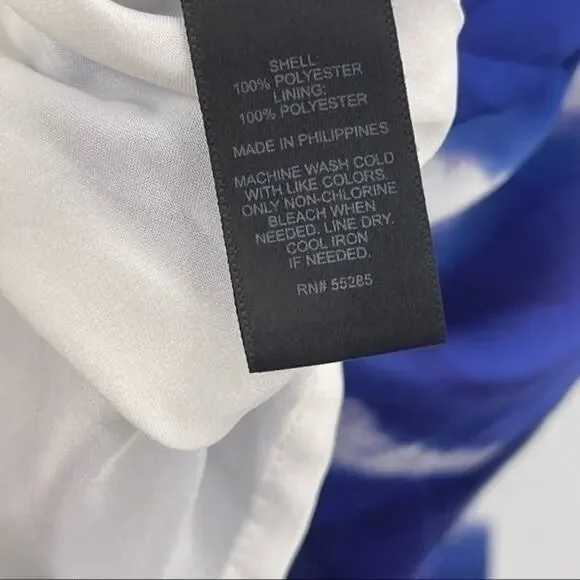 SHELL:
100% POLYESTER
LINING:
100% POLYESTER
MADE IN PHILIPPINES
MACHINE WASH COLD
WITH LIKE COLORS.
ONLY NON-CHLORINE
BLEACH WHEN
NEEDED. LINE DRY.
COOL IRON
IF NEEDED.
RN# 55285